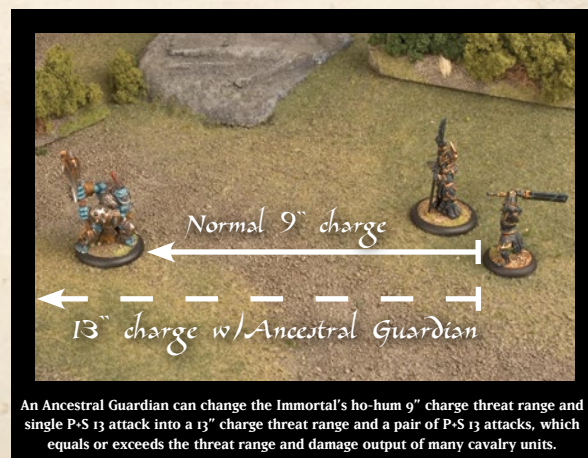 Normal 9" charge
13" charge w/Ancestral Guardian
An Ancestral Guardian can change the Immortal's ho-hum 9" charge threat range and
single P+S 13 attack into a 13" charge threat range and a pair of P+S 13 attacks, which
equals or exceeds the threat range and damage output of many cavalry units.